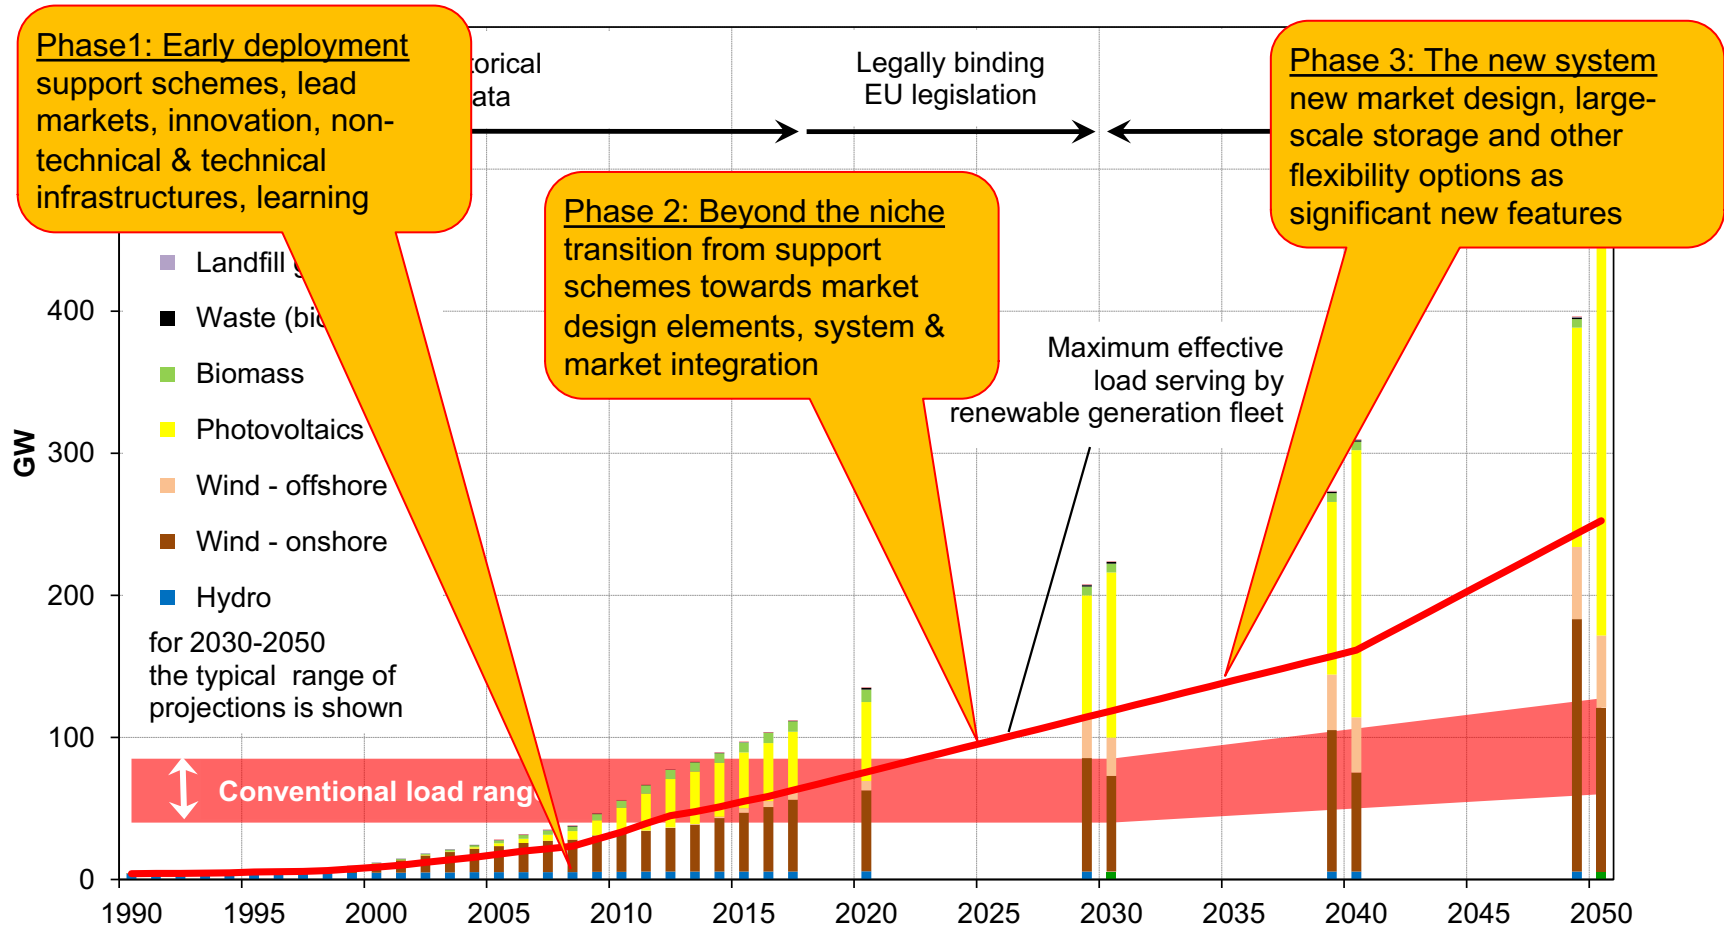 Phase1: Early deployment
support schemes, lead
markets, innovation, non-
technical & technical
infrastructures, learning
torical
ata
Legally binding
EU legislation
Phase 3: The new system
new market design, large-
scale storage and other
flexibility options as
significant new features
Phase 2: Beyond the niche
transition from support
schemes towards market
design elements, system &
market integration
Landfill
Waste (bio
Biomass
Photovoltaics
Wind - offshore
Wind - onshore
Hydro
for 2030-2050
the typical range of
projections is shown
Maximum effective
load serving by
renewable generation fleet
Conventional load range
GW
400
300
200
100
0
1990 1995 2000 2005 2010 2015 2020 2025 2030 2035 2040 2045 2050